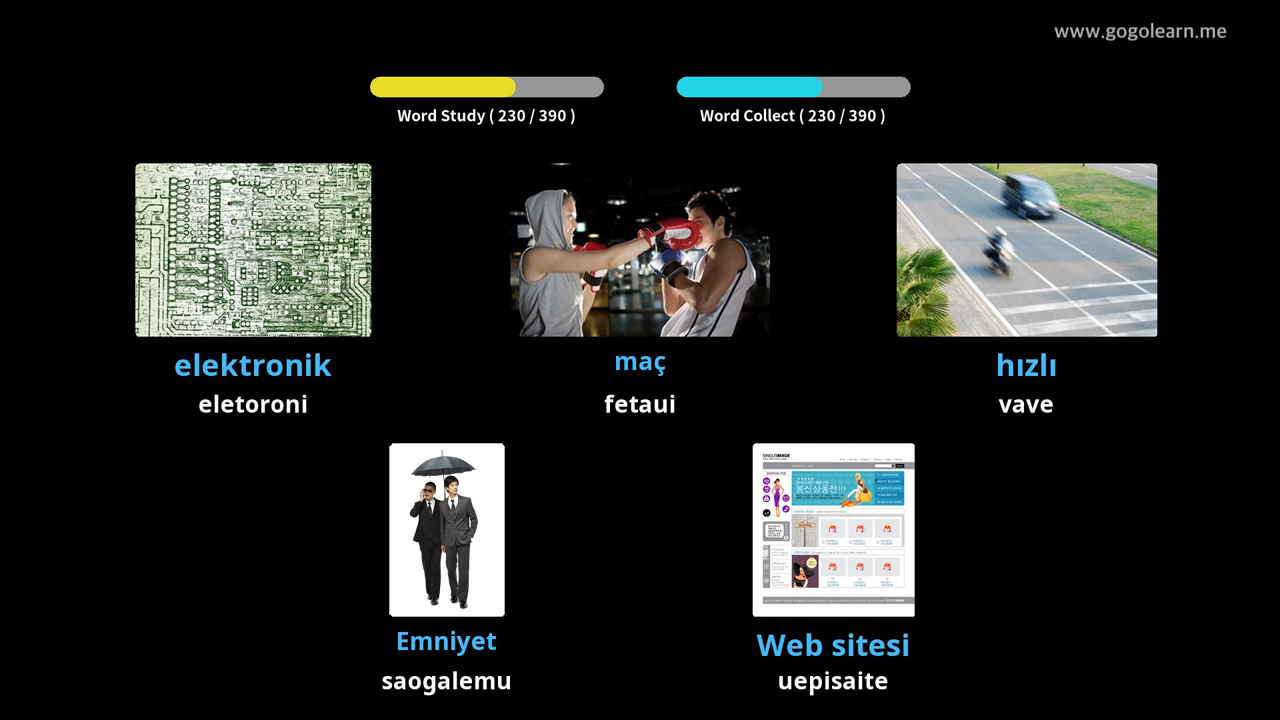 www.gogolearn.me
Word Study ( 230 / 390 )
Word Collect ( 230 / 390 )
elektronik
maç
hızlı
eletoroni
fetaui
vave
Emniyet
Web sitesi
saogalemu
uepisaite